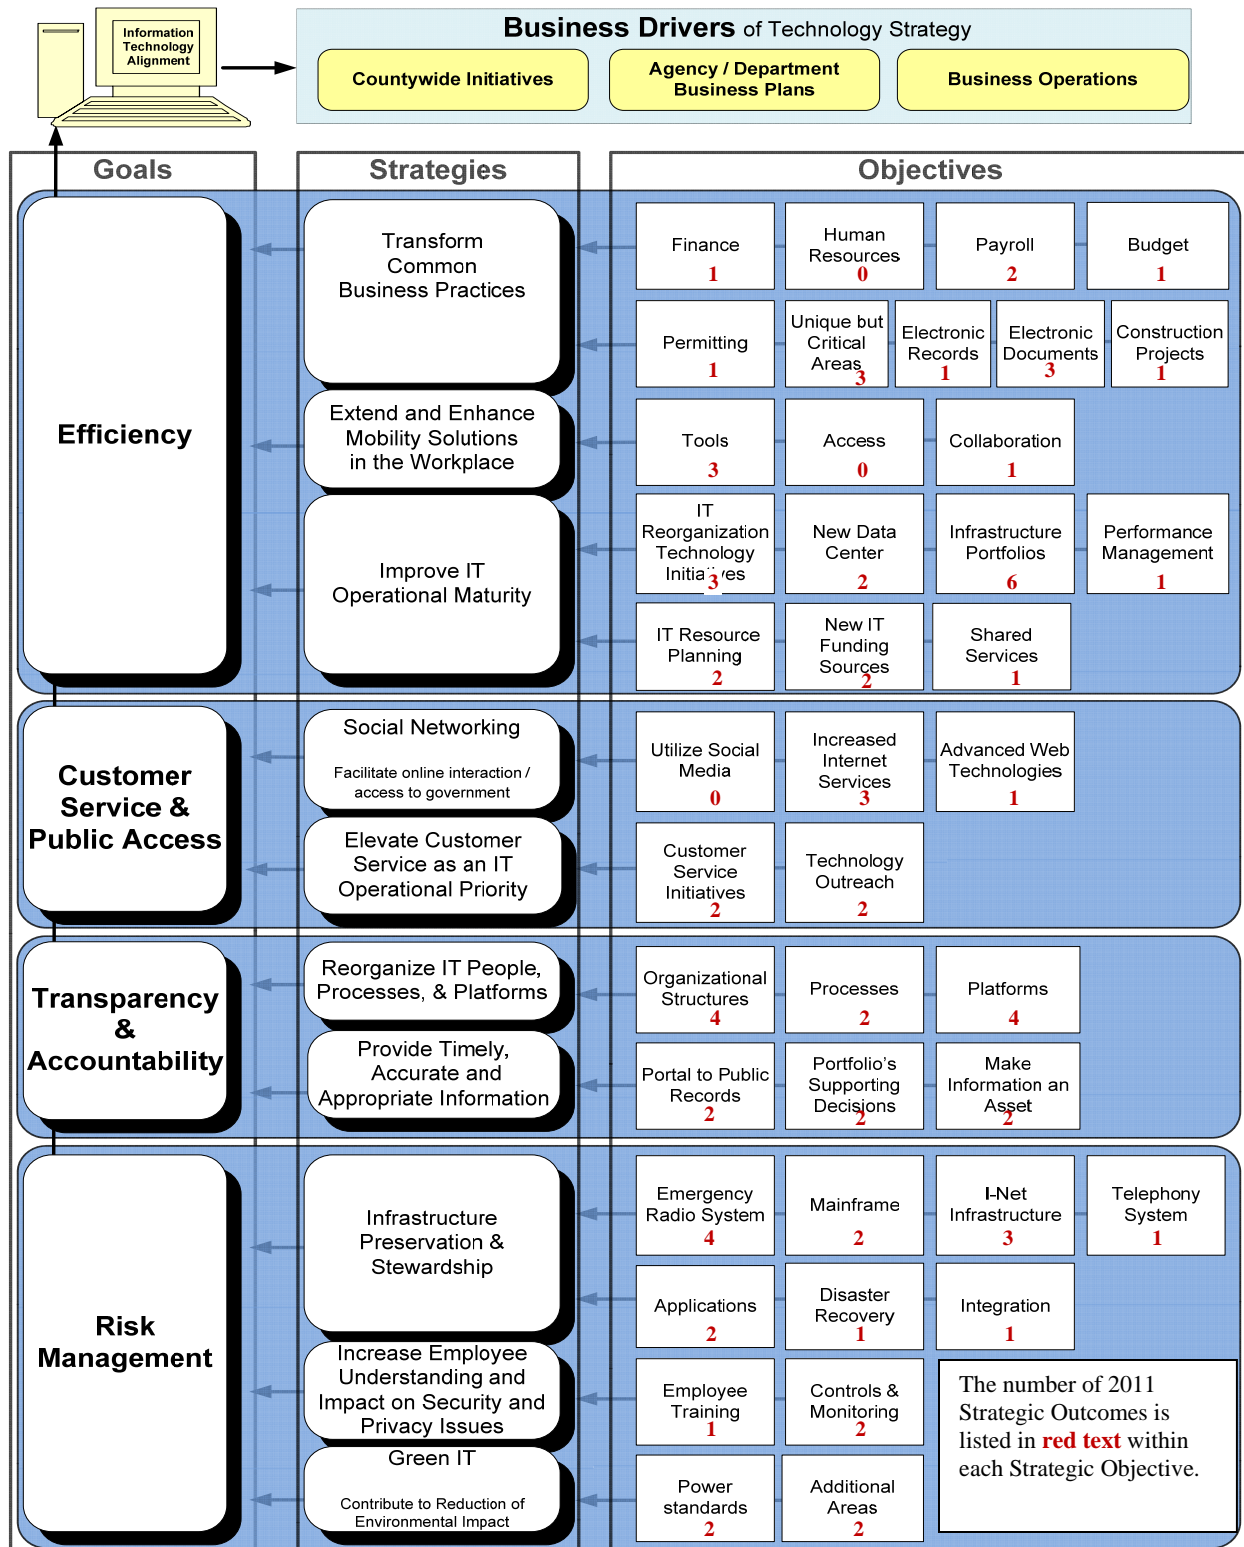 Information
Technology
Alignment
Business Drivers of Technology Strategy
Countywide Initiatives
Agency / Department
Business Plans
Business Operations
Goals
Strategies
Objectives
Efficiency
Transform
Common
Business Practices
Finance
1
Human
Resources
0
Payroll
2
Budget
1
Permitting
1
Unique but
Critical
Areas
3
Electronic
Records
1
Electronic
Documents
3
Construction
Projects
1
Extend and Enhance
Mobility Solutions
in the Workplace
Tools
3
Access
0
Collaboration
1
Improve IT
Operational Maturity
IT
Reorganization
Technology
Initiatives
3
New Data
Center
2
Infrastructure
Portfolios
6
Performance
Management
1
IT Resource
Planning
2
New IT
Funding
Sources
2
Shared
Services
1
Customer
Service &
Public Access
Social Networking
Facilitate online interaction /
access to government
Utilize Social
Media
0
Increased
Internet
Services
3
Advanced Web
Technologies
1
Elevate Customer
Service as an IT
Operational Priority
Customer
Service
Initiatives
2
Technology
Outreach
2
Transparency
&
Accountability
Reorganize IT People,
Processes, & Platforms
Organizational
Structures
4
Processes
2
Platforms
4
Provide Timely,
Accurate and
Appropriate Information
Portal to Public
Records
2
Portfolio's
Supporting
Decisions
2
Make
Information an
Asset
2
Risk
Management
Infrastructure
Preservation &
Stewardship
Emergency
Radio System
4
Mainframe
2
I-Net
Infrastructure
3
Telephony
System
1
Applications
2
Disaster
Recovery
1
Integration
1
Increase Employee
Understanding and
Impact on Security and
Privacy Issues
Employee
Training
1
Controls &
Monitoring
2
Green IT
Contribute to Reduction of
Environmental Impact
Power
standards
2
Additional
Areas
2
The number of 2011
Strategic Outcomes is
listed in red text within
each Strategic Objective.